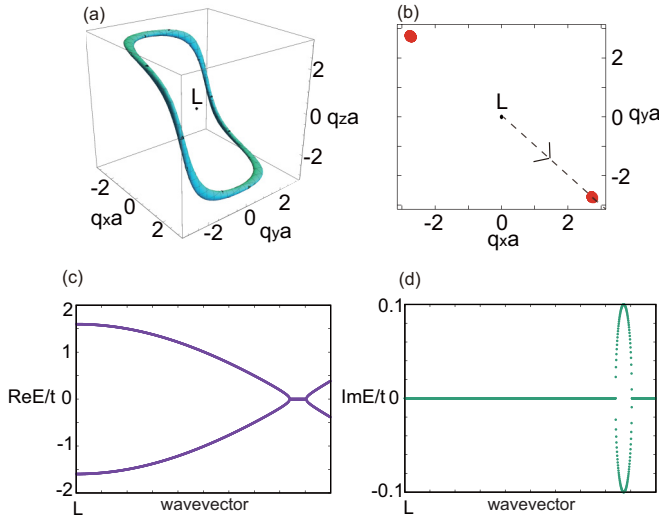 (a)
L
2
0
-2
qza
-2
0
2
qxa
-2
0
2
qya
(b)
L
2
0
-2
qya
-2
0
2
qxa
(c)
2
1
ReE/t 0
-1
-2
L
wavevector
(d)
0.1
ImE/t 0
-0.1
L
wavevector